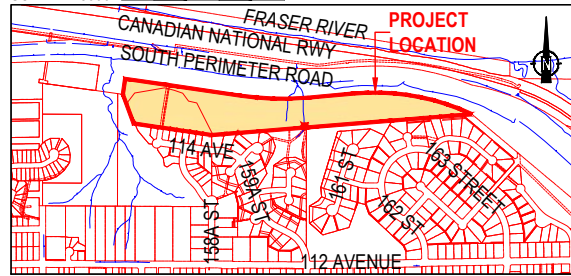 FRASER RIVER
PROJECT
LOCATION
CANADIAN NATIONAL RWY
SOUTH PERIMETER ROAD
N
114 AVE
159A ST
158A ST
161 ST
162 ST
163 STREET
112 AVENUE